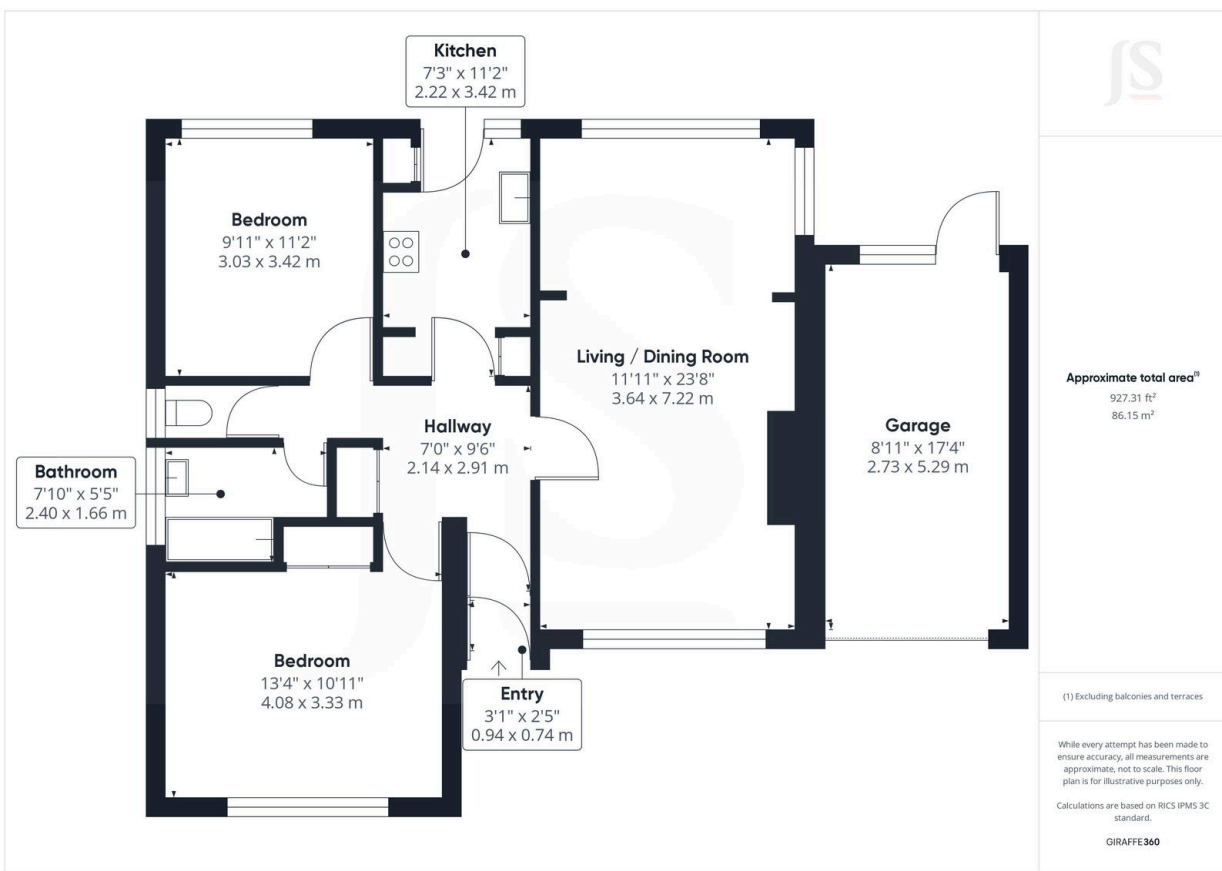 Kitchen
7'3" x 11'2"
2.22 x 3.42 m
JS
Bedroom
9'11" x 11'2"
3.03 x 3.42 m
Living / Dining Room
11'11" x 23'8"
3.64 x 7.22 m
Hallway
7'0" x 9'6"
2.14 x 2.91 m
Garage
8'11" x 17'4"
2.73 x 5.29 m
Bathroom
7'10" x 5'5"
2.40 x 1.66 m
Bedroom
13'4" x 10'11"
4.08 x 3.33 m
Entry
3'1" x 2'5"
0.94 x 0.74 m
JS
Approximate total area⁽¹⁾
927.31 ft²
86.15 m²
(1) Excluding balconies and terraces
While every attempt has been made to
ensure accuracy, all measurements are
approximate, not to scale. This floor
plan is for illustrative purposes only.
Calculations are based on RICS IPMS 3C
standard.
GIRAFFE360